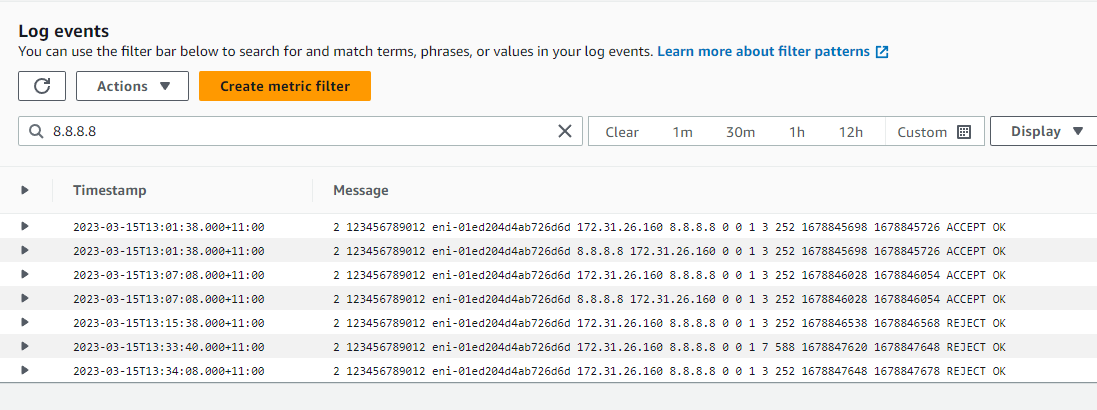 Log events
You can use the filter bar below to search for and match terms, phrases, or values in your log events. Learn more about filter patterns
Actions Create metric filter
8.8.8.8 Clear 1m 30m 1h 12h Custom Display
Timestamp Message
2023-03-15T13:01:38.000+11:00 2 123456789012 eni-01ed204d4ab726d6d 172.31.26.160 8.8.8.8 0 0 1 3 252 1678845698 1678845726 ACCEPT OK
2023-03-15T13:01:38.000+11:00 2 123456789012 eni-01ed204d4ab726d6d 8.8.8.8 172.31.26.160 0 0 1 3 252 1678845698 1678845726 ACCEPT OK
2023-03-15T13:07:08.000+11:00 2 123456789012 eni-01ed204d4ab726d6d 172.31.26.160 8.8.8.8 0 0 1 3 252 1678846028 1678846054 ACCEPT OK
2023-03-15T13:07:08.000+11:00 2 123456789012 eni-01ed204d4ab726d6d 8.8.8.8 172.31.26.160 0 0 1 3 252 1678846028 1678846054 ACCEPT OK
2023-03-15T13:15:38.000+11:00 2 123456789012 eni-01ed204d4ab726d6d 172.31.26.160 8.8.8.8 0 0 1 3 252 1678846538 1678846568 REJECT OK
2023-03-15T13:33:40.000+11:00 2 123456789012 eni-01ed204d4ab726d6d 172.31.26.160 8.8.8.8 0 0 1 7 588 1678847620 1678847648 REJECT OK
2023-03-15T13:34:08.000+11:00 2 123456789012 eni-01ed204d4ab726d6d 172.31.26.160 8.8.8.8 0 0 1 3 252 1678847648 1678847678 REJECT OK